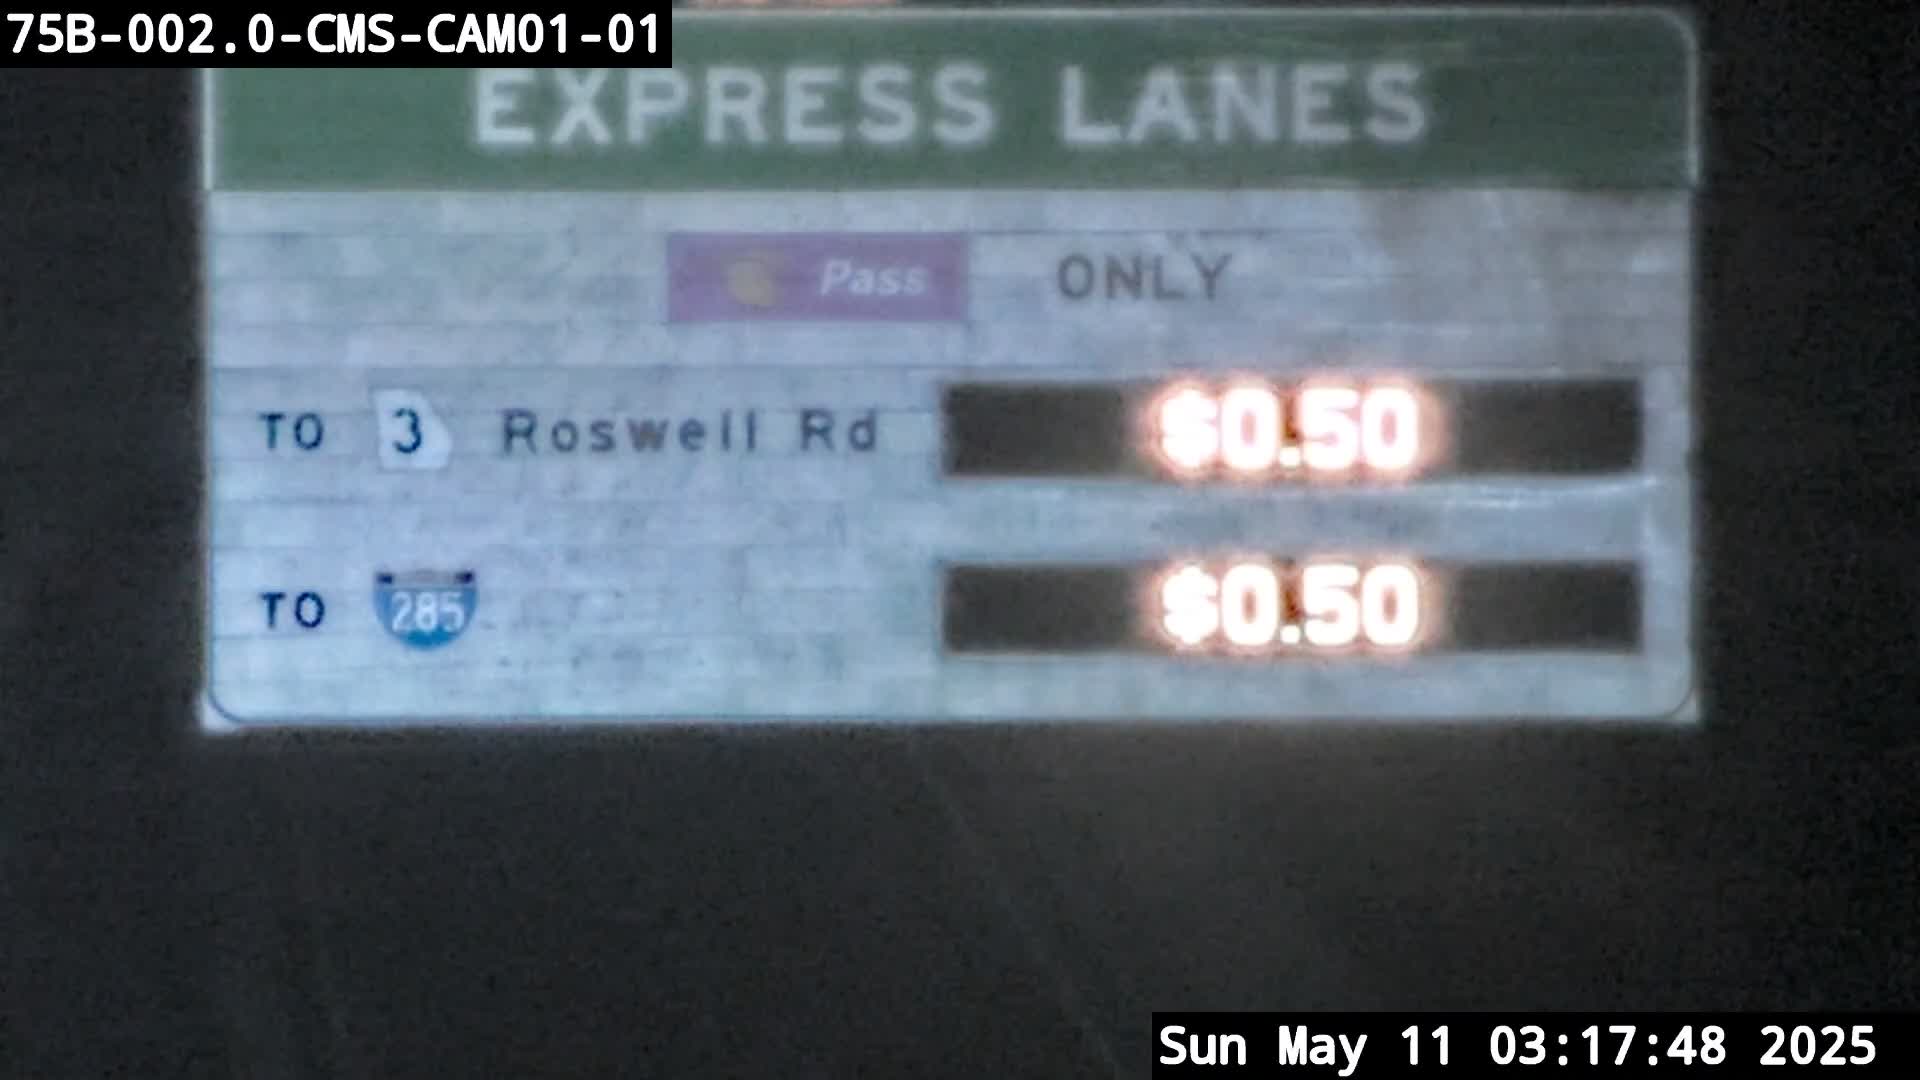 75B-002.0-CMS-CAM01-01
EXPRESS LANES
Pass ONLY
TO 3 Roswell Rd $0.50
TO 285 $0.50
Sun May 11 03:17:48 2025